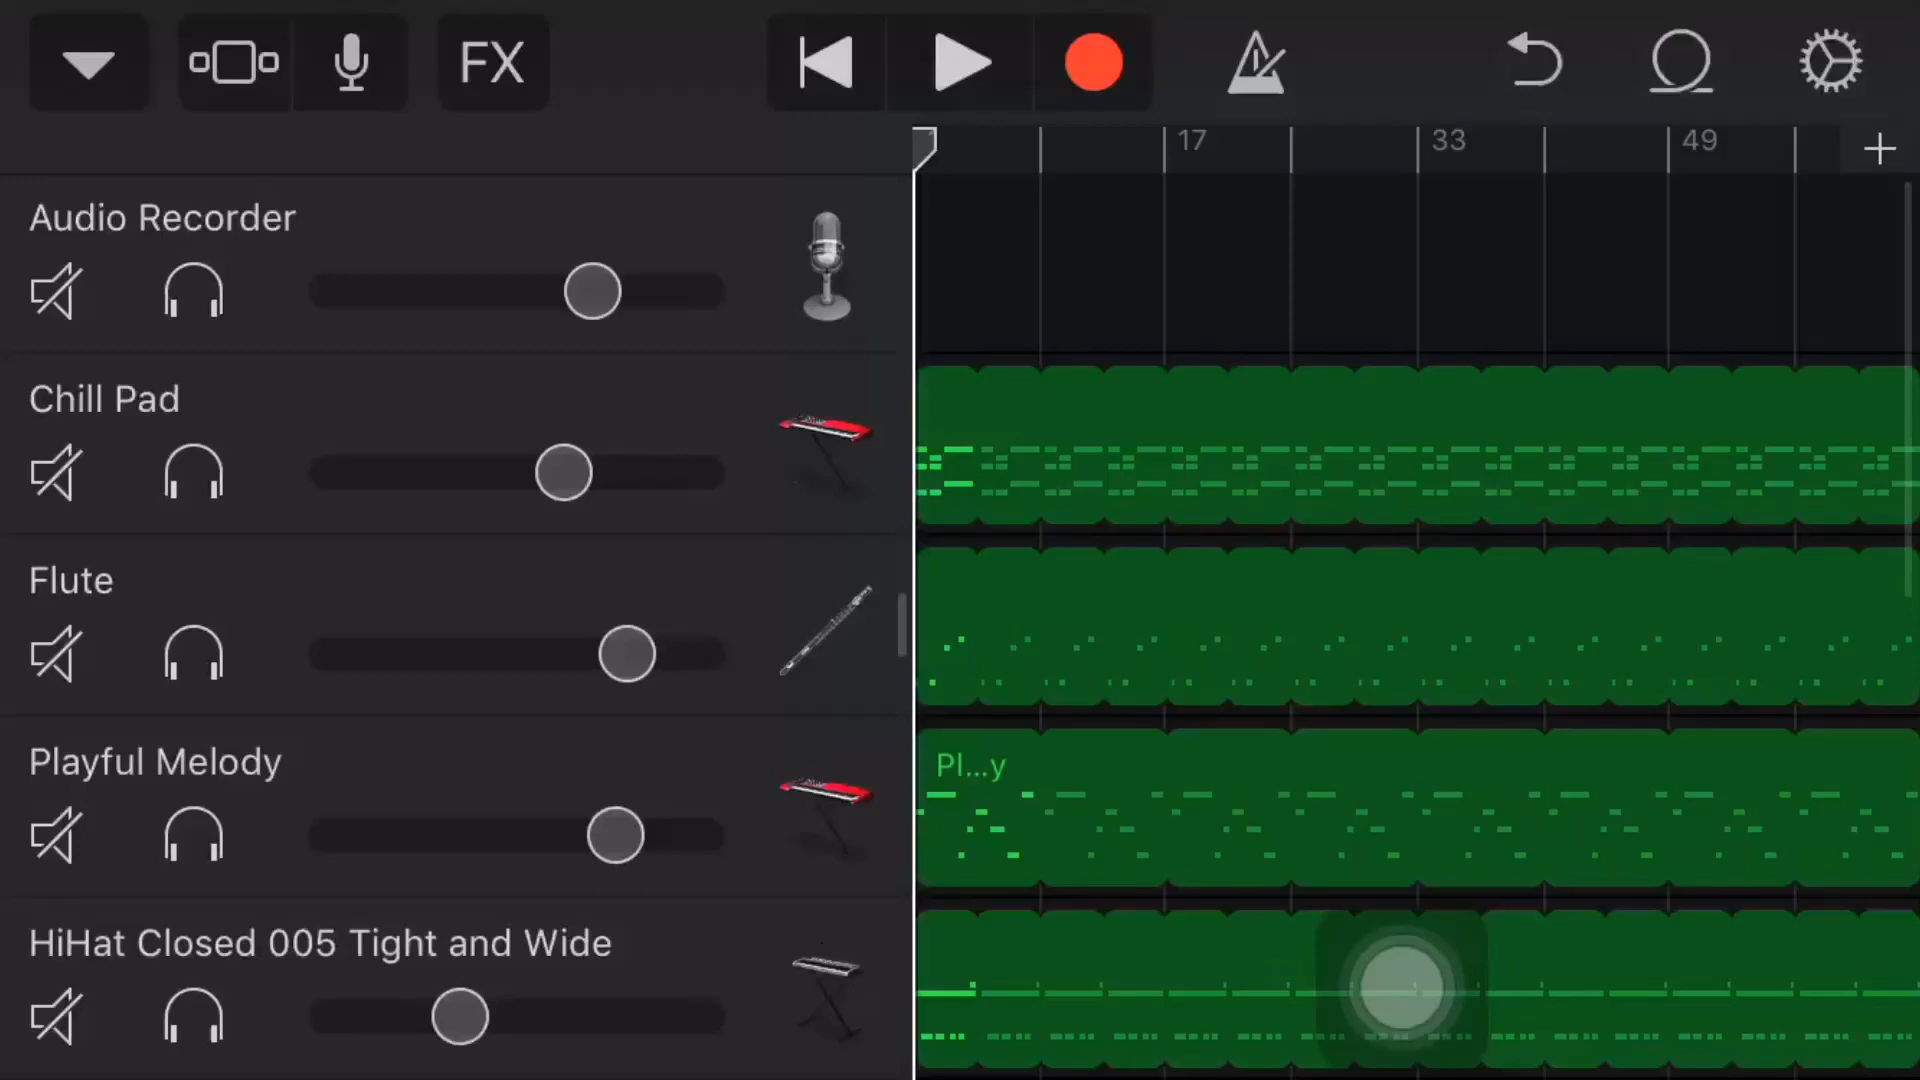 FX
17
33
49
Audio Recorder
Chill Pad
Flute
Playful Melody
Pl...y
HiHat Closed 005 Tight and Wide